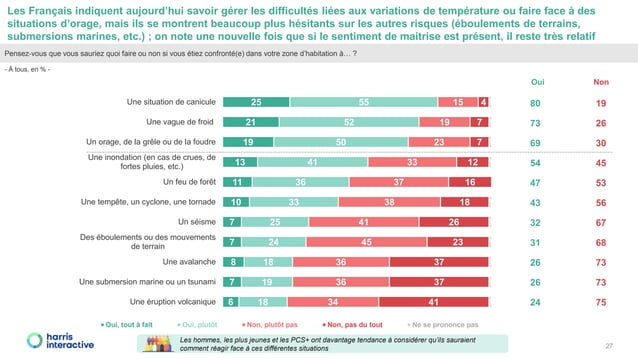 Les Français indiquent aujourd'hui savoir gérer les difficultés liées aux variations de température ou faire face à des
situations d'orage, mais ils se montrent beaucoup plus hésitants sur les autres risques (éboulements de terrains,
submersions marines, etc.) ; on note une nouvelle fois que si le sentiment de maitrise est présent, il reste très relatif
Pensez-vous que vous sauriez quoi faire ou non si vous étiez confronté(e) dans votre zone d'habitation à… ?
- À tous, en % -
Oui Non
Une situation de canicule 25 55 15 4 80 19
Une vague de froid 21 52 19 7 73 26
Un orage, de la grêle ou de la foudre 19 50 23 7 69 30
Une inondation (en cas de crues, de
fortes pluies, etc.) 13 41 33 12 54 45
Un feu de forêt 11 36 37 16 47 53
Une tempête, un cyclone, une tornade 10 33 38 18 43 56
Un séisme 7 25 41 26 32 67
Des éboulements ou des mouvements
de terrain 7 24 45 23 31 68
Une avalanche 8 18 36 37 26 73
Une submersion marine ou un tsunami 7 19 36 37 26 73
Une éruption volcanique 6 18 34 41 24 75
Oui, tout à fait Oui, plutôt Non, plutôt pas Non, pas du tout Ne se prononce pas
harris
interactive
Les hommes, les plus jeunes et les PCS+ ont davantage tendance à considérer qu'ils sauraient
comment réagir face à ces différentes situations
27